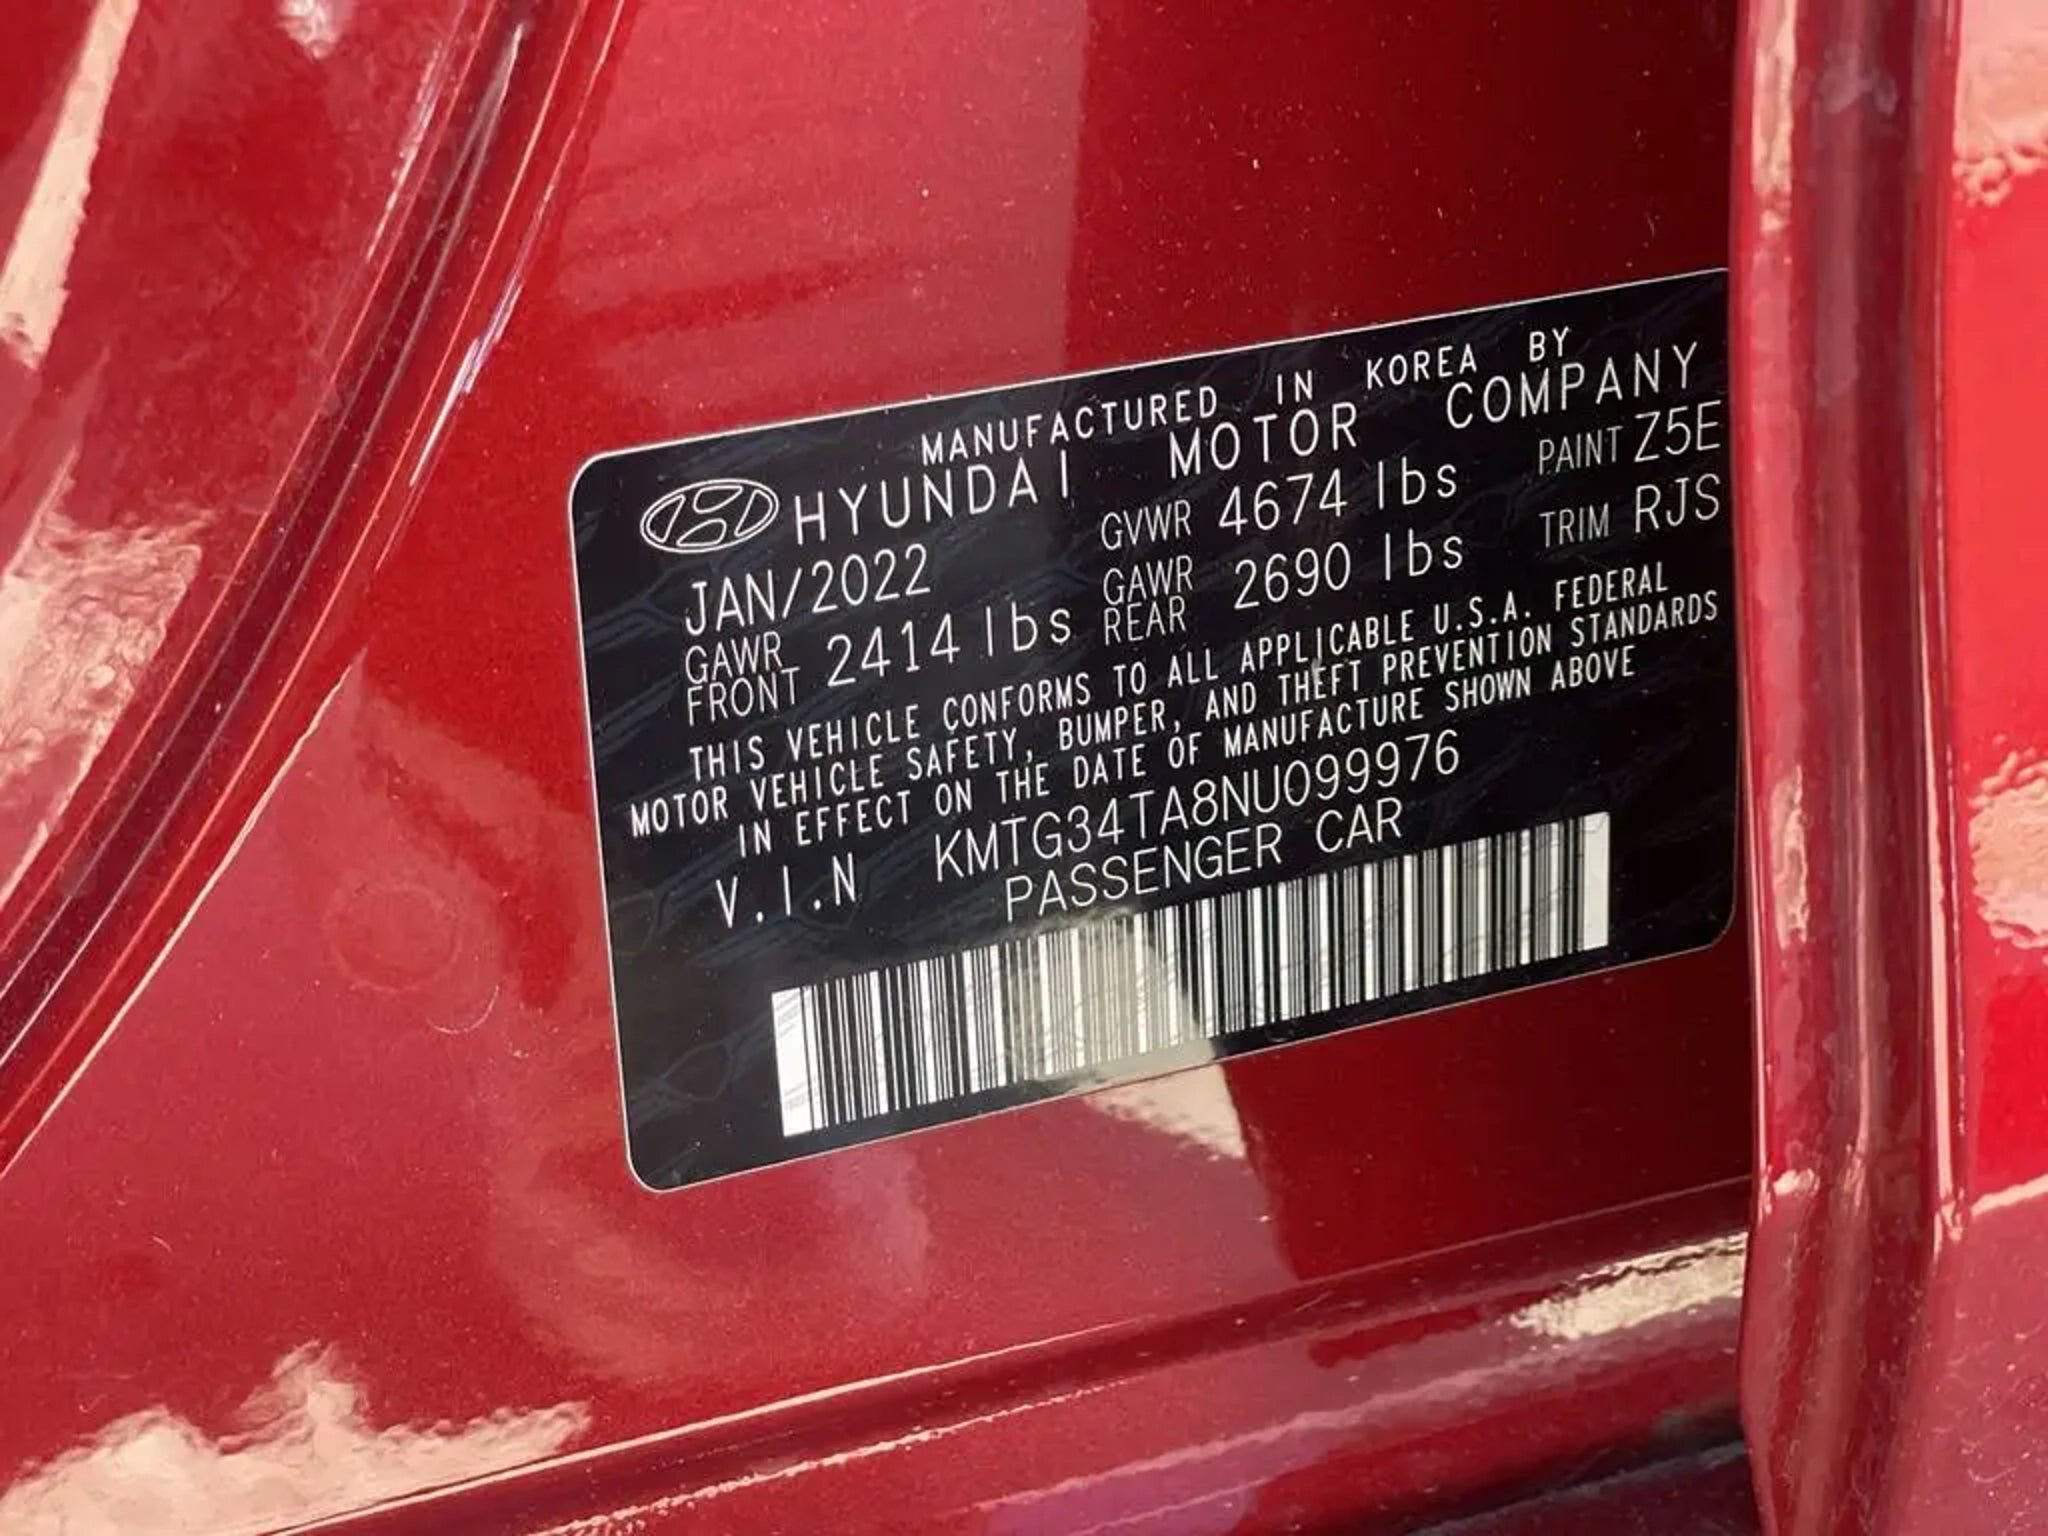 MANUFACTURED IN KOREA BY
HYUNDAI MOTOR COMPANY
JAN/2022 GVWR 4674 lbs PAINT Z5E
GAWR FRONT 2414 lbs GAWR REAR 2690 lbs TRIM RJS
THIS VEHICLE CONFORMS TO ALL APPLICABLE U.S.A. FEDERAL
MOTOR VEHICLE SAFETY, BUMPER, AND THEFT PREVENTION STANDARDS
IN EFFECT ON THE DATE OF MANUFACTURE SHOWN ABOVE
V.I.N KMTG34TA8NU099976
PASSENGER CAR